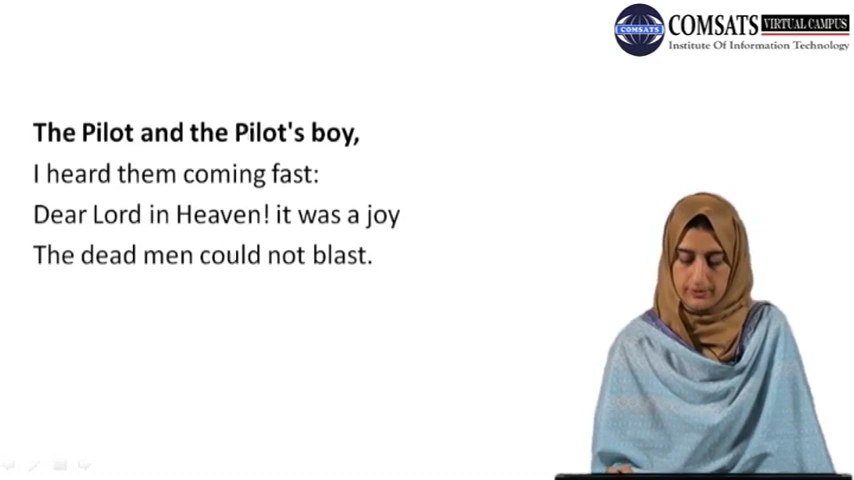 COMSATS VIRTUAL CAMPUS
COMSATS
Institute Of Information Technology
The Pilot and the Pilot's boy,
I heard them coming fast:
Dear Lord in Heaven! it was a joy
The dead men could not blast.